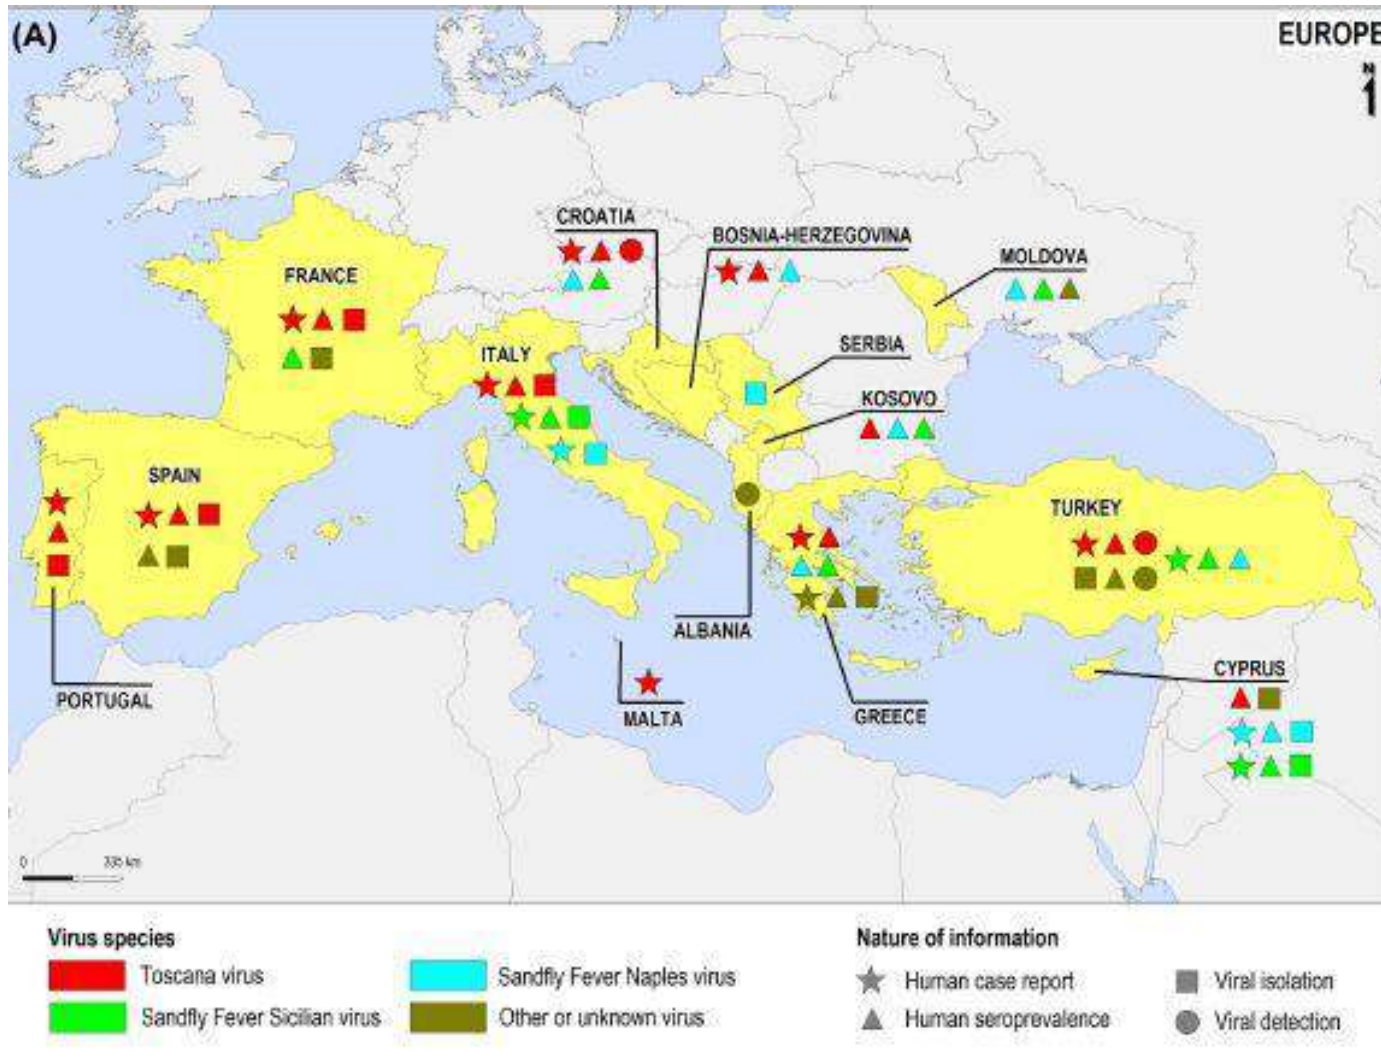 (A)
EUROPE
N
CROATIA
BOSNIA-HERZEGOVINA
MOLDOVA
FRANCE
SERBIA
ITALY
KOSOVO
SPAIN
TURKEY
ALBANIA
CYPRUS
PORTUGAL
MALTA
GREECE
0 335 km
Virus species
Toscana virus
Sandfly Fever Sicilian virus
Sandfly Fever Naples virus
Other or unknown virus
Nature of information
Human case report
Human seroprevalence
Viral isolation
Viral detection